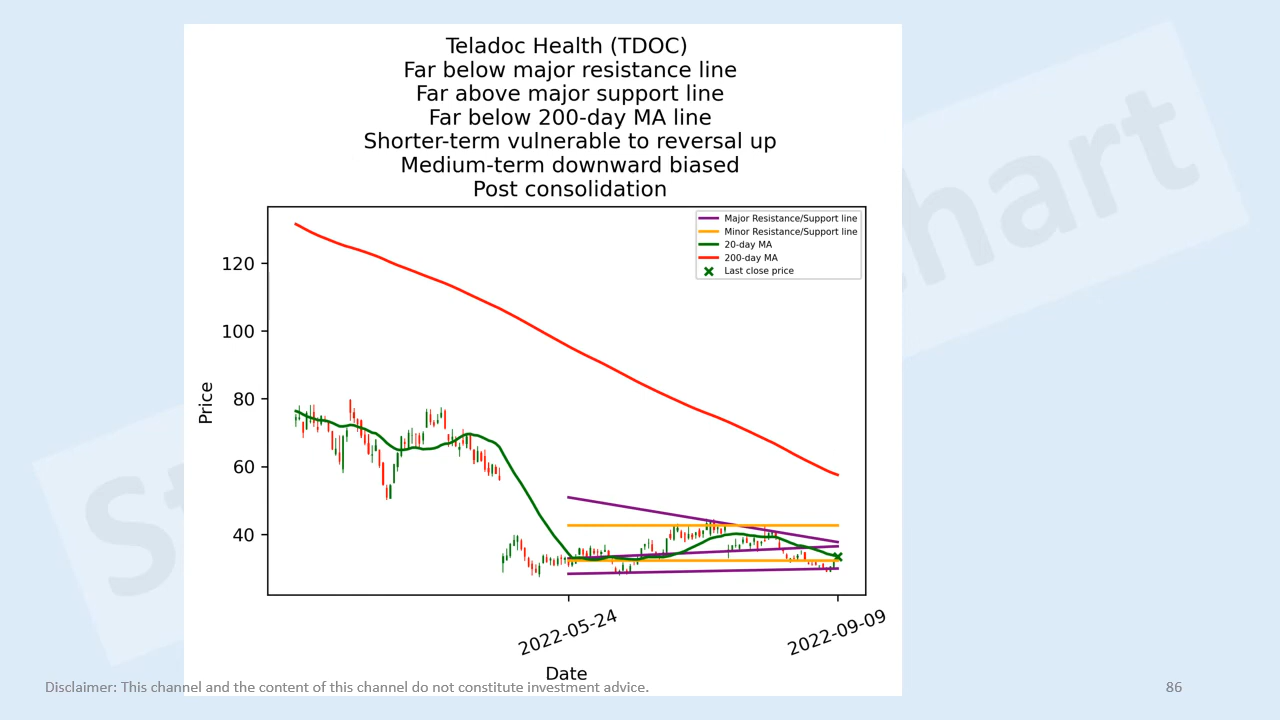 Teladoc Health (TDOC)
Far below major resistance line
Far above major support line
Far below 200-day MA line
Shorter-term vulnerable to reversal up
Medium-term downward biased
Post consolidation
Major Resistance/Support line
Minor Resistance/Support line
20-day MA
200-day MA
Last close price
120
100
80
60
40
Price
2022-05-24
2022-09-09
Date
Disclaimer: This channel and the content of this channel do not constitute investment advice.
86